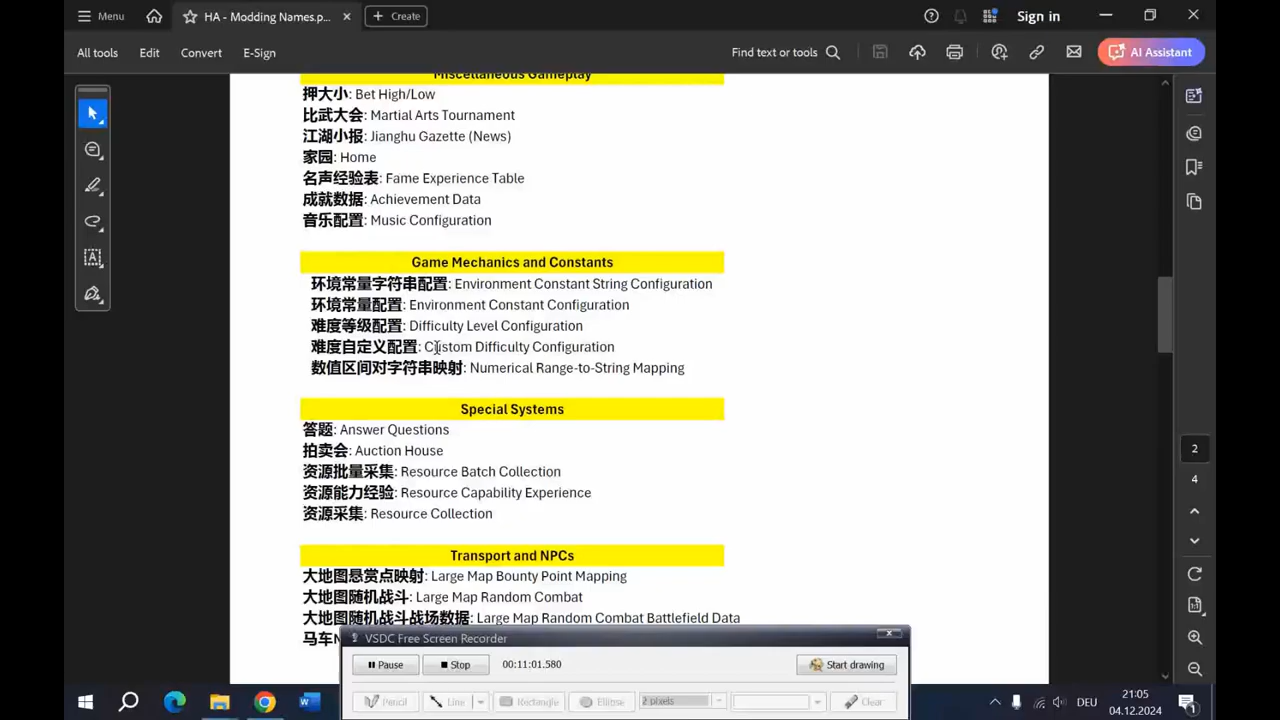 Menu
HA - Modding Names.p...
Create
Sign in
All tools
Edit
Convert
E-Sign
Find text or tools
AI Assistant
Miscellaneous Gameplay
押大小: Bet High/Low
比武大会: Martial Arts Tournament
江湖小报: Jianghu Gazette (News)
家园: Home
名声经验表: Fame Experience Table
成就数据: Achievement Data
音乐配置: Music Configuration
Game Mechanics and Constants
环境常量字符串配置: Environment Constant String Configuration
环境常量配置: Environment Constant Configuration
难度等级配置: Difficulty Level Configuration
难度自定义配置: Custom Difficulty Configuration
数值区间对字符串映射: Numerical Range-to-String Mapping
Special Systems
答题: Answer Questions
拍卖会: Auction House
资源批量采集: Resource Batch Collection
资源能力经验: Resource Capability Experience
资源采集: Resource Collection
Transport and NPCs
大地图悬赏点映射: Large Map Bounty Point Mapping
大地图随机战斗: Large Map Random Combat
大地图随机战斗战场数据: Large Map Random Combat Battlefield Data
马车
2
4
VSDC Free Screen Recorder
Pause
Stop
00:11:01.580
Start drawing
Pencil
Line
Rectangle
Ellipse
2 pixels
Clear
DEU
21:05
04.12.2024
1